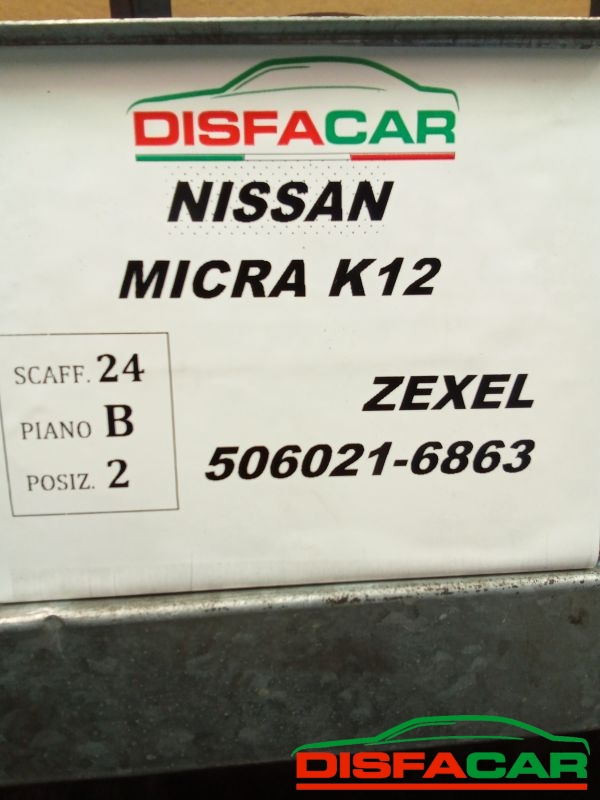 DISFACAR
NISSAN
MICRA K12
SCAFF. 24
PIANO B
POSIZ. 2
ZEXEL
506021-6863
DISFACAR